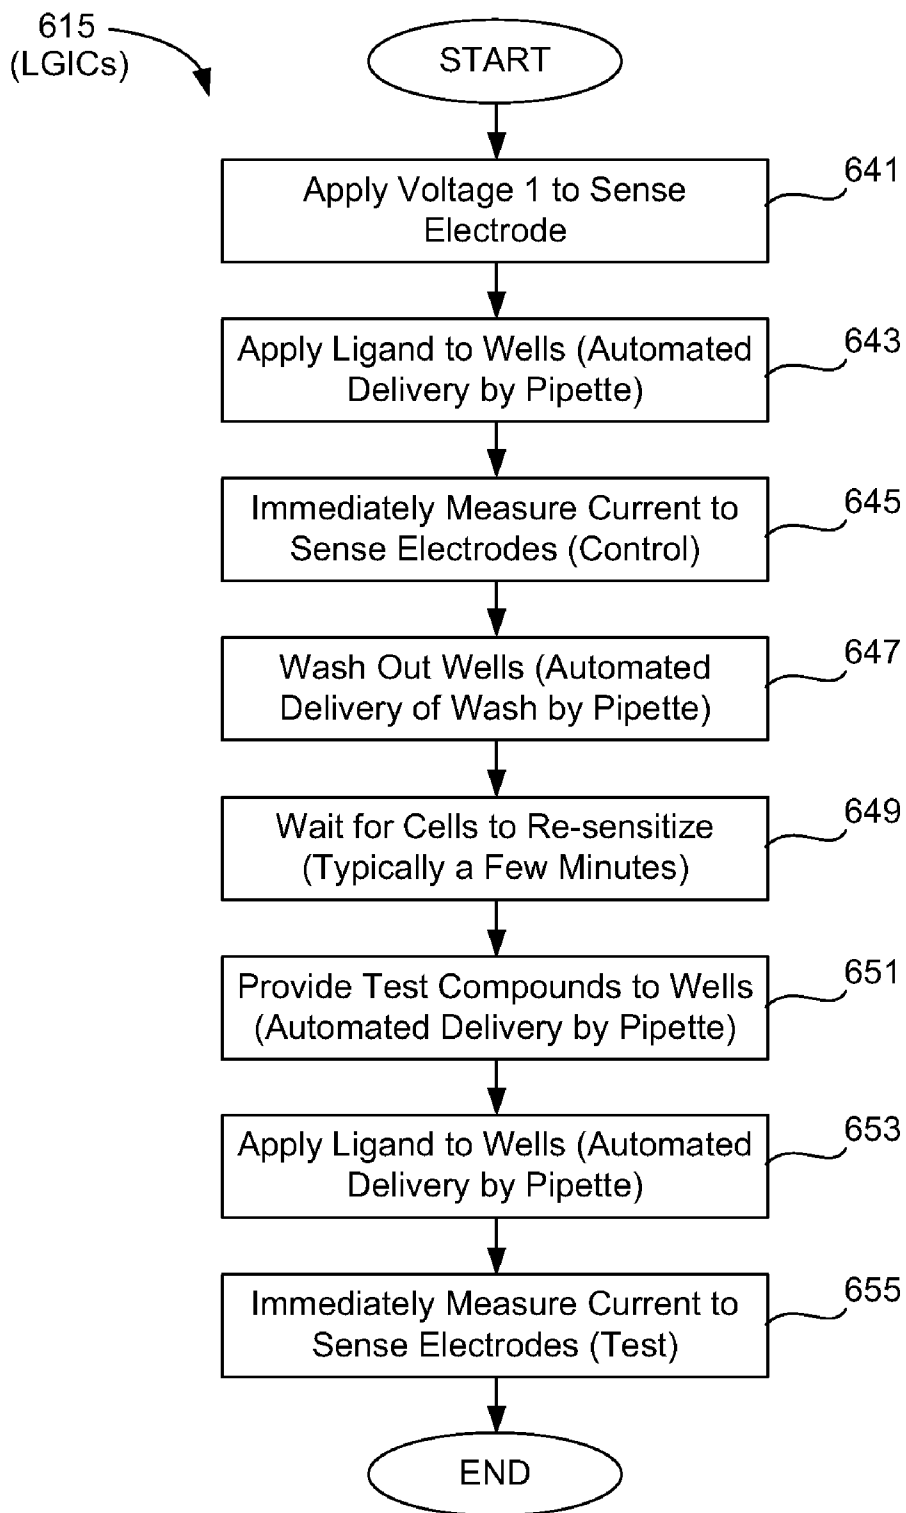 615
(LGICs)
START
Apply Voltage 1 to Sense
Electrode
641
Apply Ligand to Wells (Automated
Delivery by Pipette)
643
Immediately Measure Current to
Sense Electrodes (Control)
645
Wash Out Wells (Automated
Delivery of Wash by Pipette)
647
Wait for Cells to Re-sensitize
(Typically a Few Minutes)
649
Provide Test Compounds to Wells
(Automated Delivery by Pipette)
651
Apply Ligand to Wells (Automated
Delivery by Pipette)
653
Immediately Measure Current to
Sense Electrodes (Test)
655
END